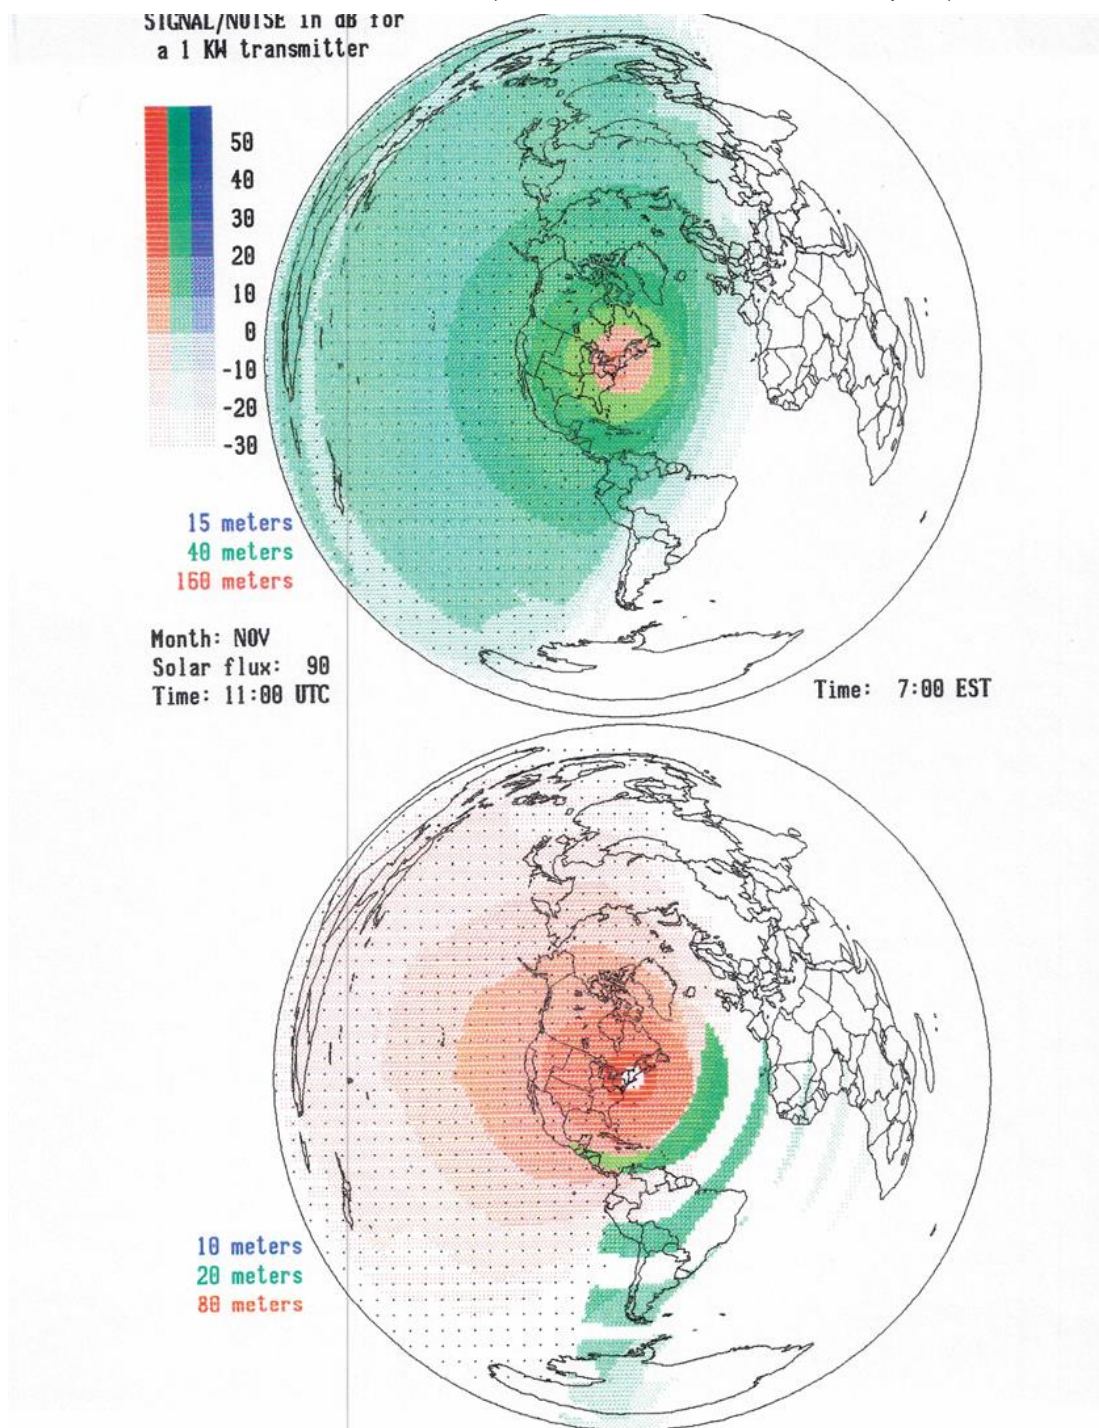 SIGNAL/NOISE in dB for
a 1 KW transmitter
50
40
30
20
10
0
-10
-20
-30
15 meters
40 meters
160 meters
Month: NOV
Solar flux: 90
Time: 11:00 UTC
Time: 7:00 EST
10 meters
20 meters
80 meters